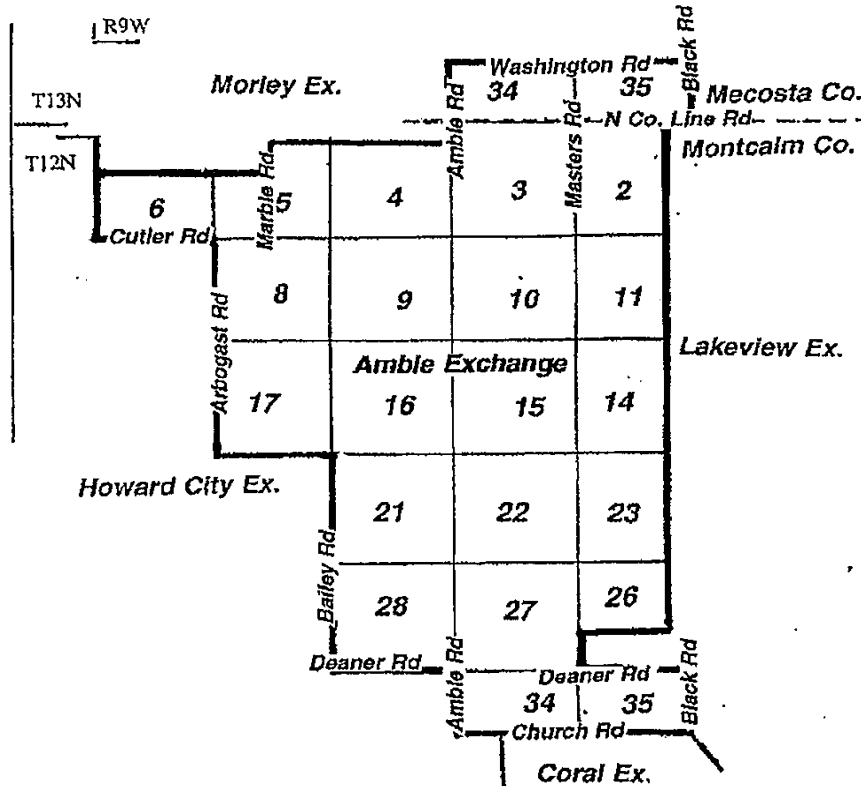 R9W
Black Rd
Washington Rd
Morley Ex.
34
35
Mecosta Co.
T13N
Amble Rd
Masters Rd
N Co. Line Rd
Montcalm Co.
T12N
Marble Rd
6
5
4
3
2
Cutler Rd
8
9
10
11
Arbogast Rd
Lakeview Ex.
Amble Exchange
17
16
15
14
Howard City Ex.
21
22
23
Bailey Rd
28
27
26
Deaner Rd
Amble Rd
Deaner Rd
Black Rd
34
35
Church Rd
Coral Ex.